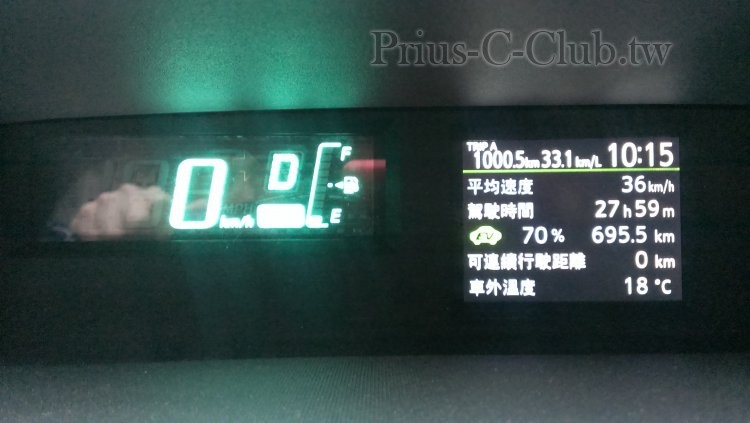 Prius-C-Club.tw
TRIP A
1000.5km 33.1km/L 10:15
0 km/h
D
F
E
平均速度 36km/h
駕駛時間 27h59m
EV 70% 695.5 km
可連續行駛距離 0 km
車外溫度 18 °C